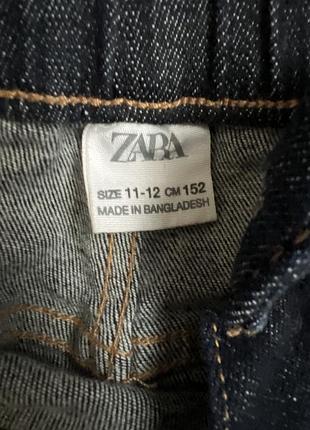 ZARA
SIZE 11-12 CM 152
MADE IN BANGLADESH